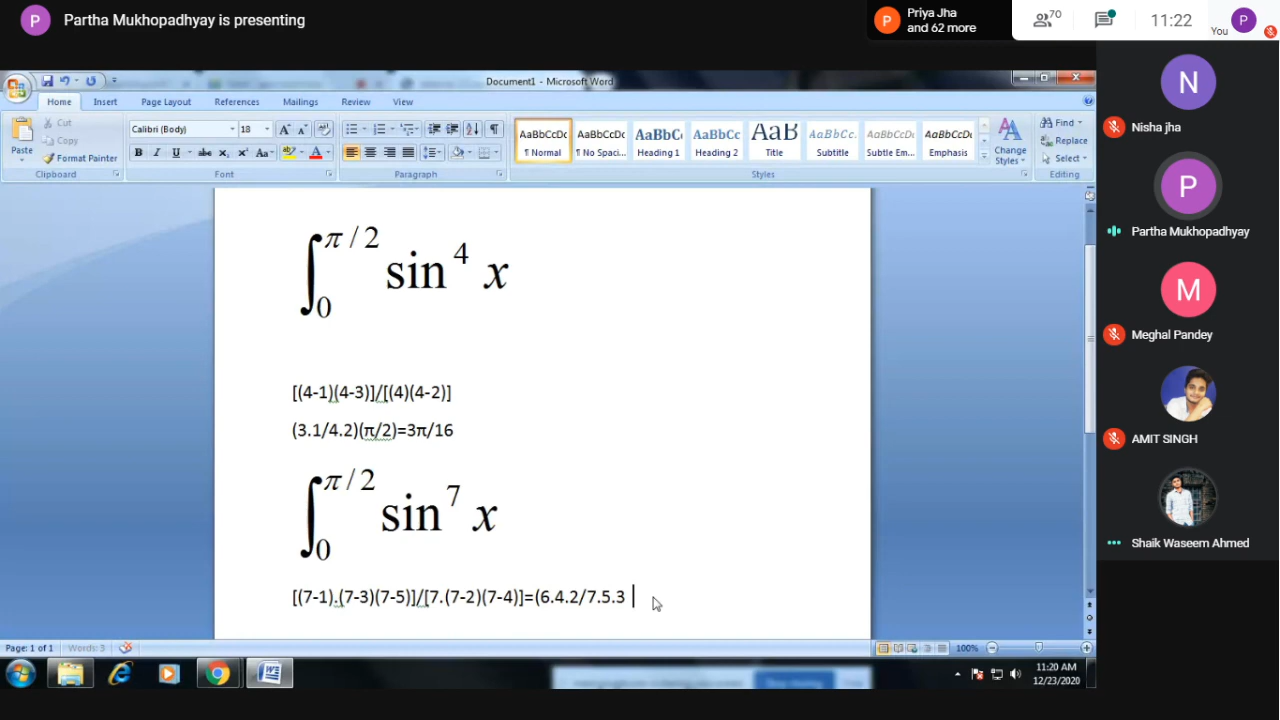 P Partha Mukhopadhyay is presenting
P Priya Jha and 62 more
70
11:22
You P
Document1 - Microsoft Word
Home Insert Page Layout References Mailings Review View
Paste Cut Copy Format Painter
Calibri (Body) 18
B I U abc x₂ x² Aa A
AaBbCcDc ¶ Normal
AaBbCcDc ¶ No Spaci...
AaBbCc Heading 1
AaBbCc Heading 2
AaB Title
AaBbCc. Subtitle
AaBbCcDc Subtle Em...
AaBbCcDc Emphasis
Change Styles
Find Replace Select
Clipboard Font Paragraph Styles Editing
∫₀^π/2 sin⁴ x
[(4-1)(4-3)]/[(4)(4-2)]
(3.1/4.2)(π/2)=3π/16
∫₀^π/2 sin⁷ x
[(7-1).(7-3)(7-5)]/[7.(7-2)(7-4)]=(6.4.2/7.5.3
N
Nisha jha
P
Partha Mukhopadhyay
M
Meghal Pandey
AMIT SINGH
Shaik Waseem Ahmed
Page: 1 of 1 Words: 3 100%
11:20 AM
12/23/2020